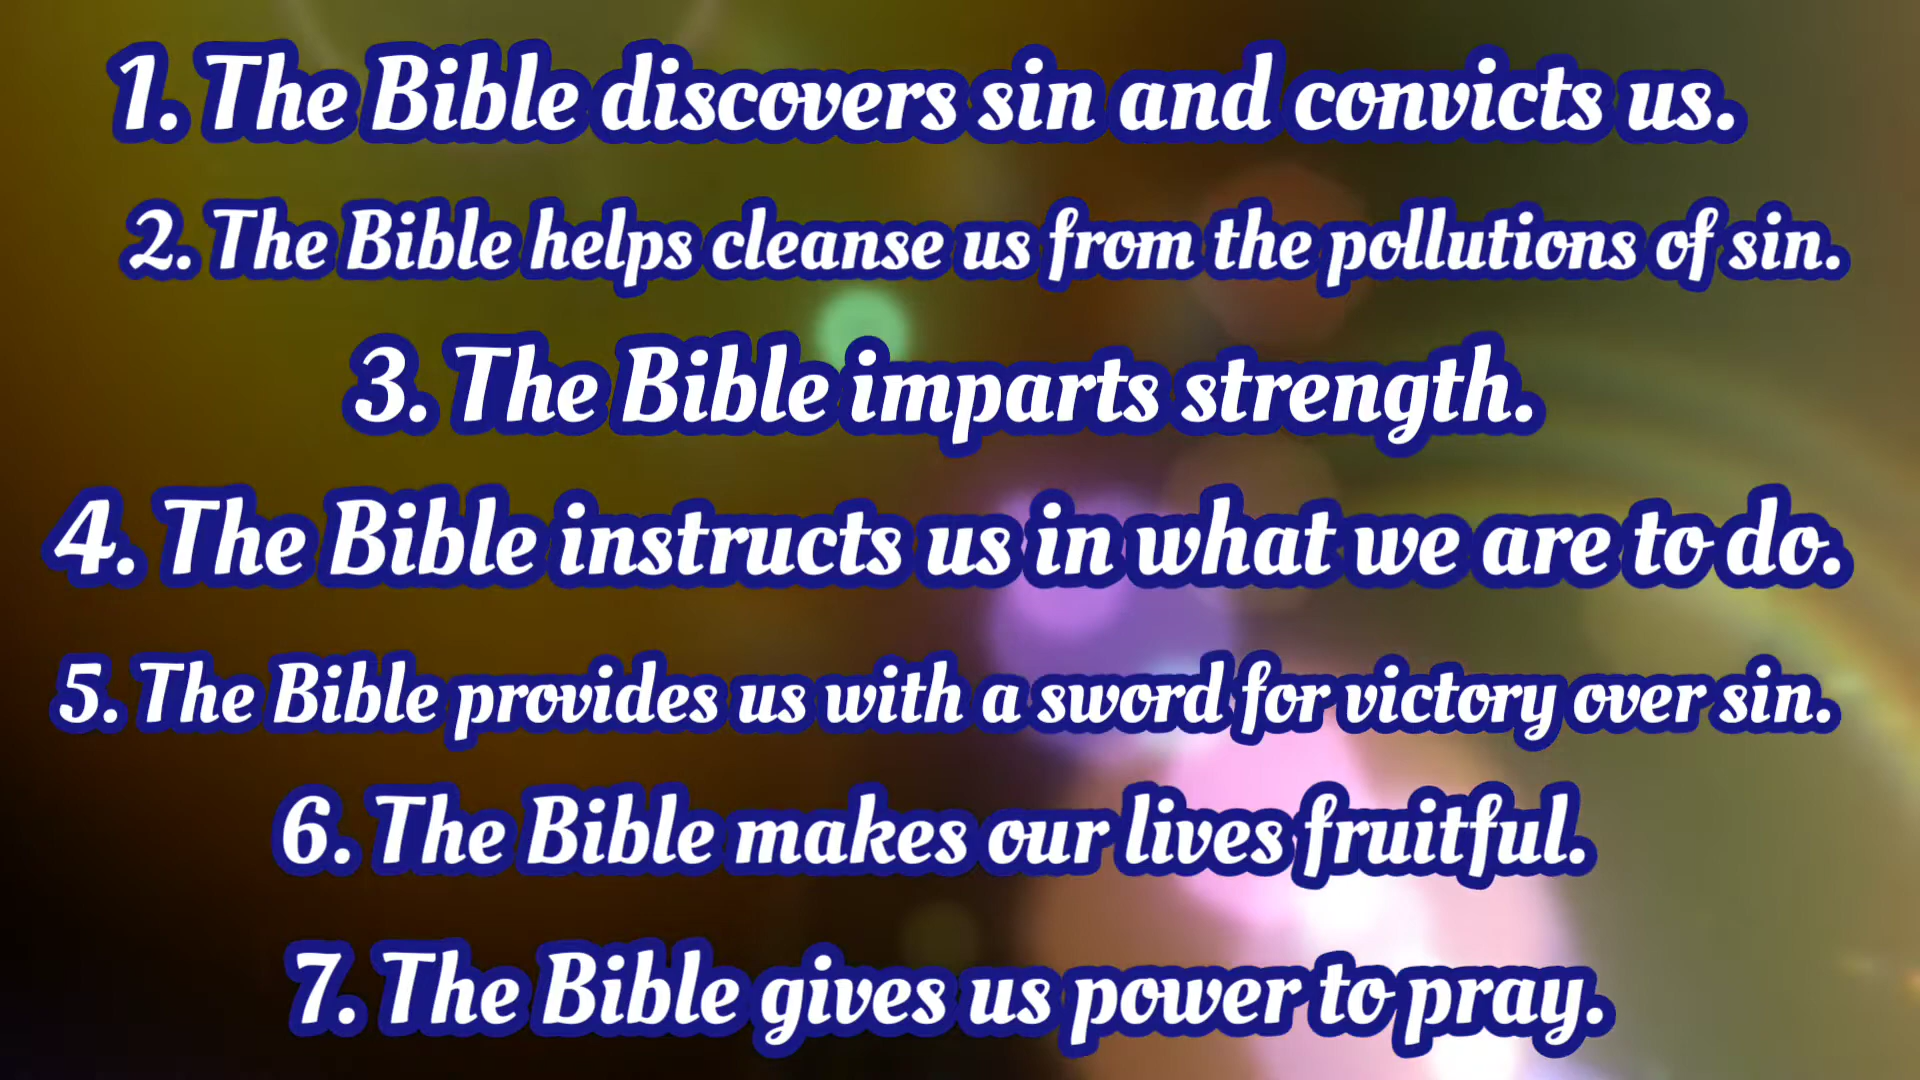 1. The Bible discovers sin and convicts us.
2. The Bible helps cleanse us from the pollutions of sin.
3. The Bible imparts strength.
4. The Bible instructs us in what we are to do.
5. The Bible provides us with a sword for victory over sin.
6. The Bible makes our lives fruitful.
7. The Bible gives us power to pray.